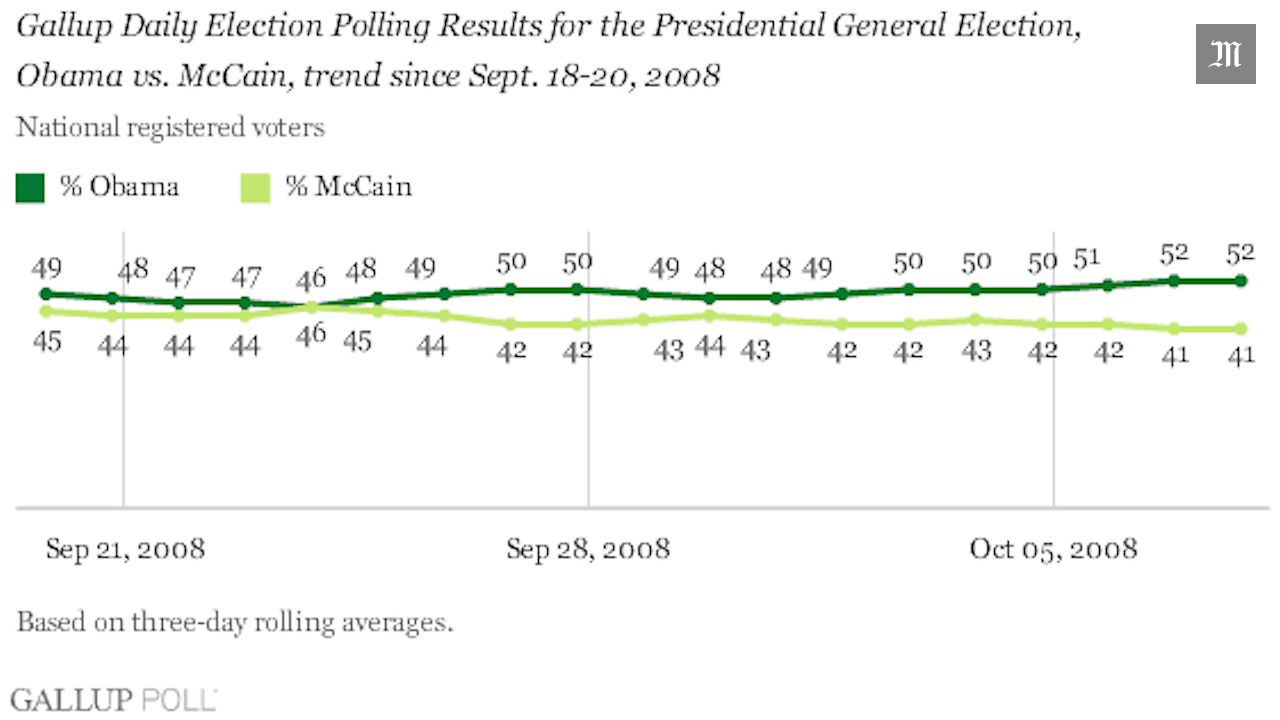 Gallup Daily Election Polling Results for the Presidential General Election,
Obama vs. McCain, trend since Sept. 18-20, 2008
M
National registered voters
% Obama % McCain
49 48 47 47 46 48 49 50 50 49 48 48 49 50 50 50 51 52 52
45 44 44 44 46 45 44 42 42 43 44 43 42 42 43 42 42 41 41
Sep 21, 2008 Sep 28, 2008 Oct 05, 2008
Based on three-day rolling averages.
GALLUP POLL